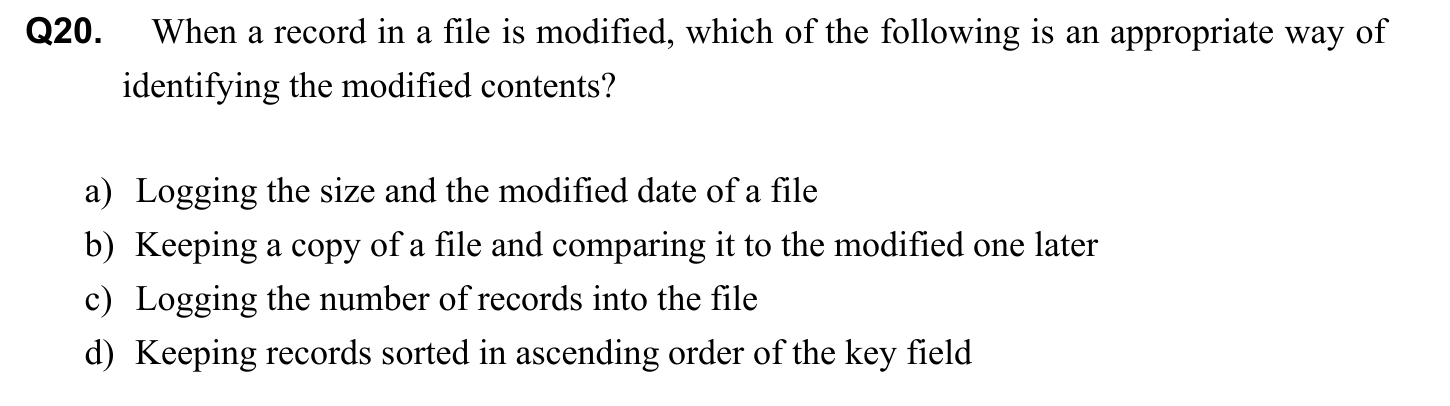 Q20. When a record in a file is modified, which of the following is an appropriate way of
identifying the modified contents?
a) Logging the size and the modified date of a file
b) Keeping a copy of a file and comparing it to the modified one later
c) Logging the number of records into the file
d) Keeping records sorted in ascending order of the key field